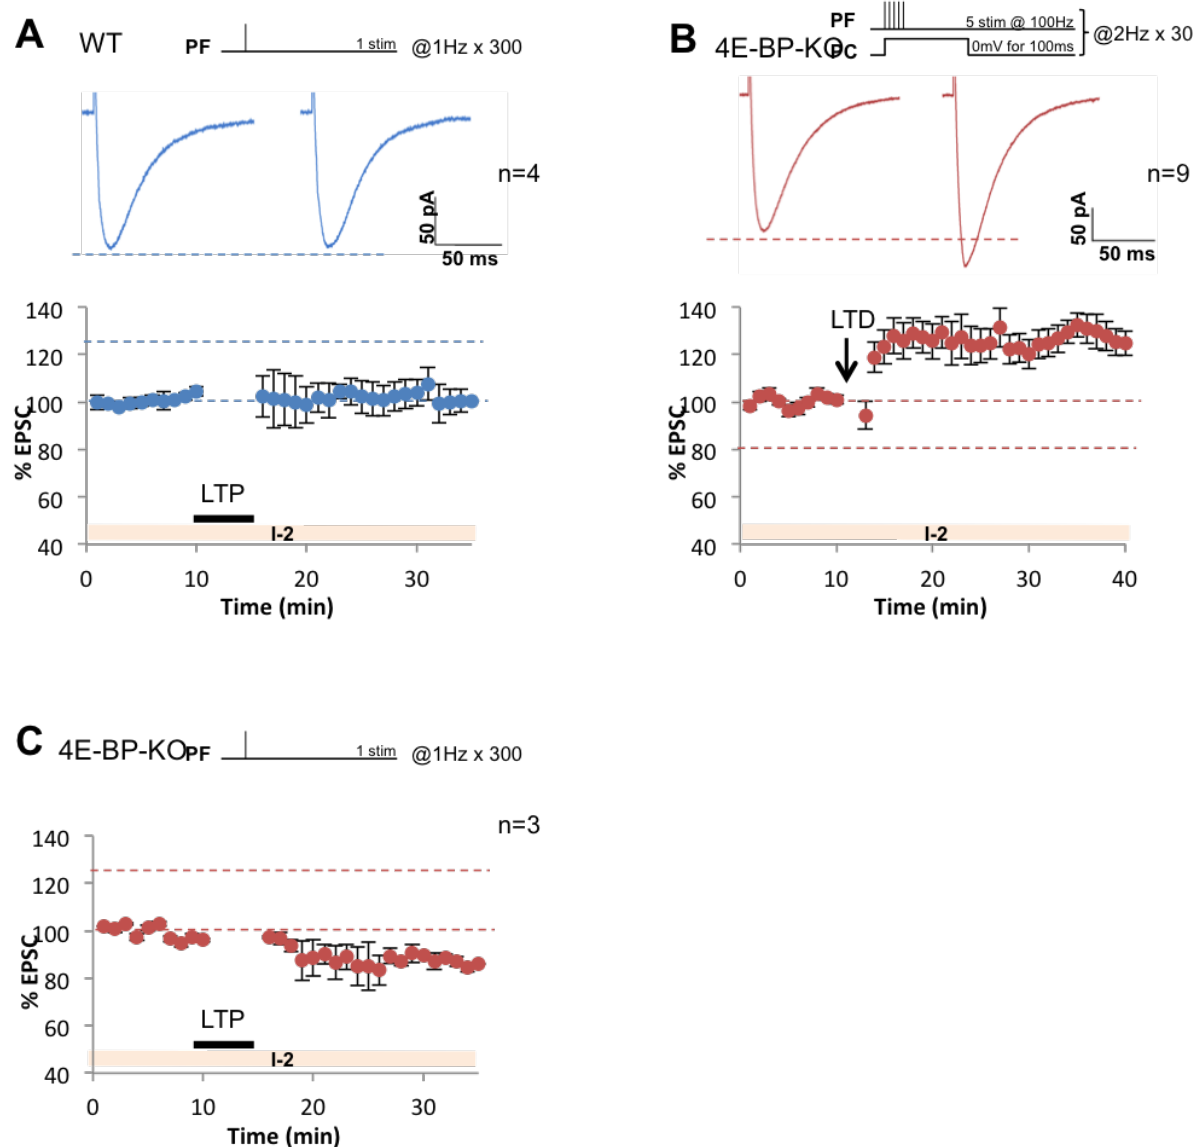 A
WT
PF
1 stim
@1Hz x 300
n=4
50 pA
50 ms
% EPSC
140
120
100
80
60
40
LTP
I-2
0
10
20
30
Time (min)
B
4E-BP-KO
PF
5 stim @ 100Hz
PC
0mV for 100ms
@2Hz x 30
n=9
50 pA
50 ms
% EPSC
140
120
100
80
60
40
LTD
I-2
0
10
20
30
40
Time (min)
C
4E-BP-KO
PF
1 stim
@1Hz x 300
n=3
% EPSC
140
120
100
80
60
40
LTP
I-2
0
10
20
30
Time (min)